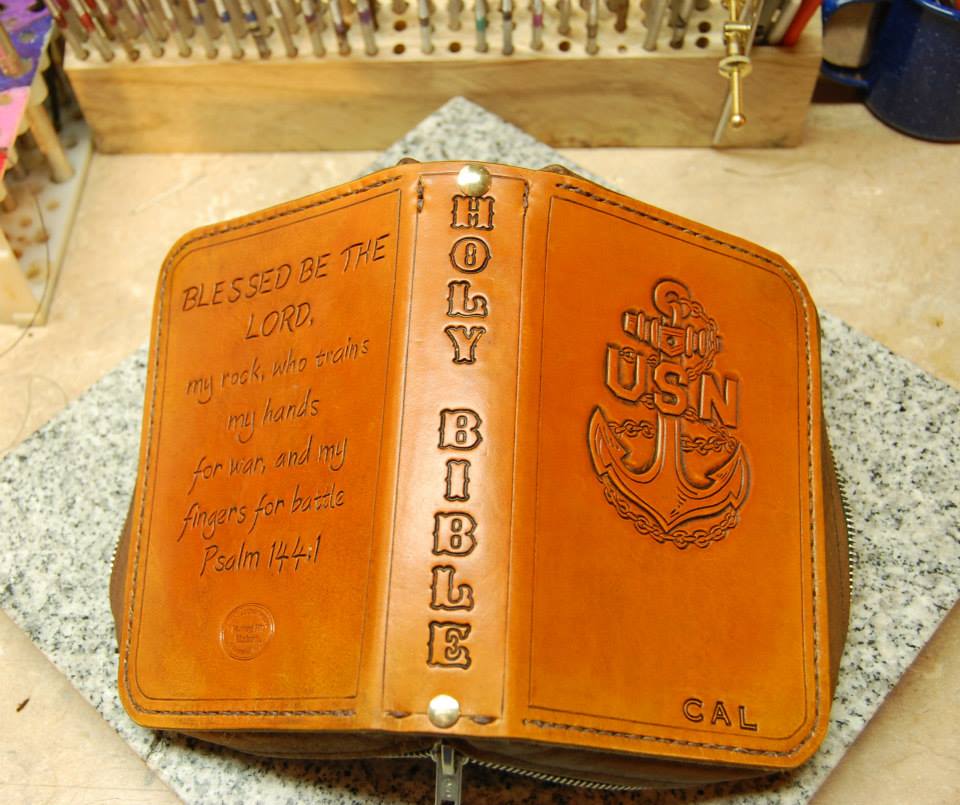 BLESSED BE THE
LORD,
my rock, who trains
my hands
for war, and my
fingers for battle
Psalm 144:1
HOLY BIBLE
USN
CAL